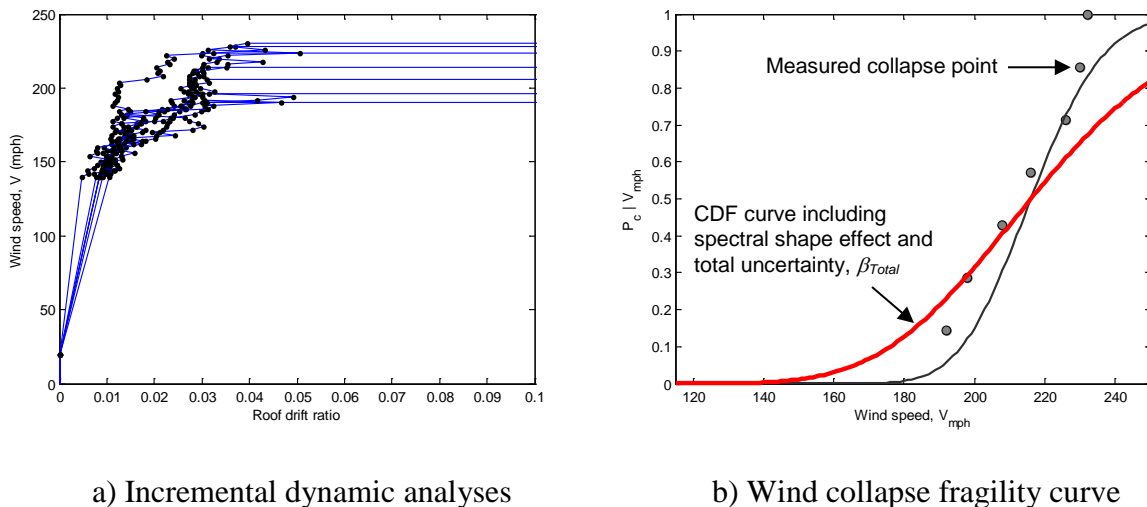 250
200
150
100
50
0
Wind speed, V (mph)
0 0.01 0.02 0.03 0.04 0.05 0.06 0.07 0.08 0.09 0.1
Roof drift ratio
a) Incremental dynamic analyses
1
0.9
0.8
0.7
0.6
0.5
0.4
0.3
0.2
0.1
0
P_c | V_mph
Measured collapse point
CDF curve including
spectral shape effect and
total uncertainty, β_Total
120 140 160 180 200 220 240
Wind speed, V_mph
b) Wind collapse fragility curve